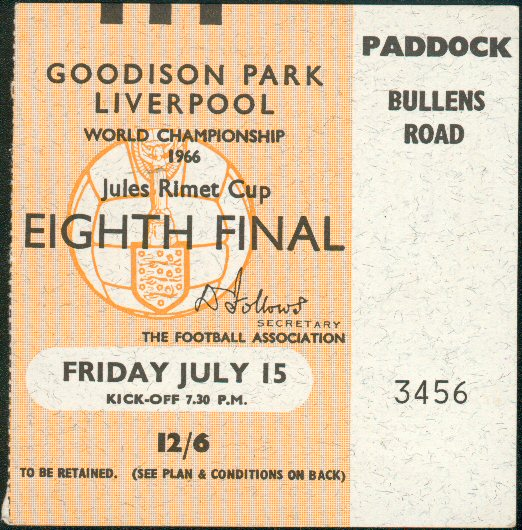 GOODISON PARK
LIVERPOOL
WORLD CHAMPIONSHIP
1966
Jules Rimet Cup
EIGHTH FINAL
D Follows
SECRETARY
THE FOOTBALL ASSOCIATION
FRIDAY JULY 15
KICK-OFF 7.30 P.M.
12/6
TO BE RETAINED. (SEE PLAN & CONDITIONS ON BACK)
PADDOCK
BULLENS
ROAD
3456